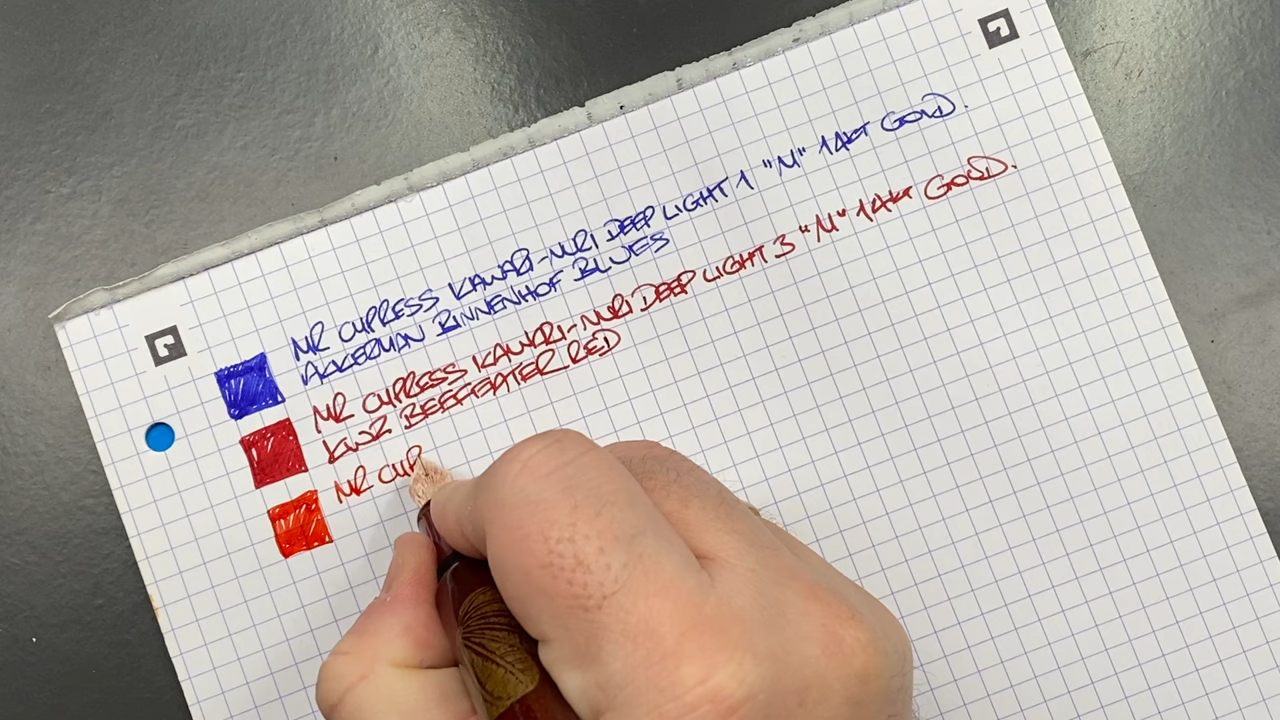 MR CYPRESS KAWARI-NURI DEEP LIGHT 1 "M" 14KT GOLD.
AKKERMAN BINNENHOF BLUES
MR CYPRESS KAWARI-NURI DEEP LIGHT 3 "M" 14KT GOLD.
KWZ BEEFEATER RED
MR CYP